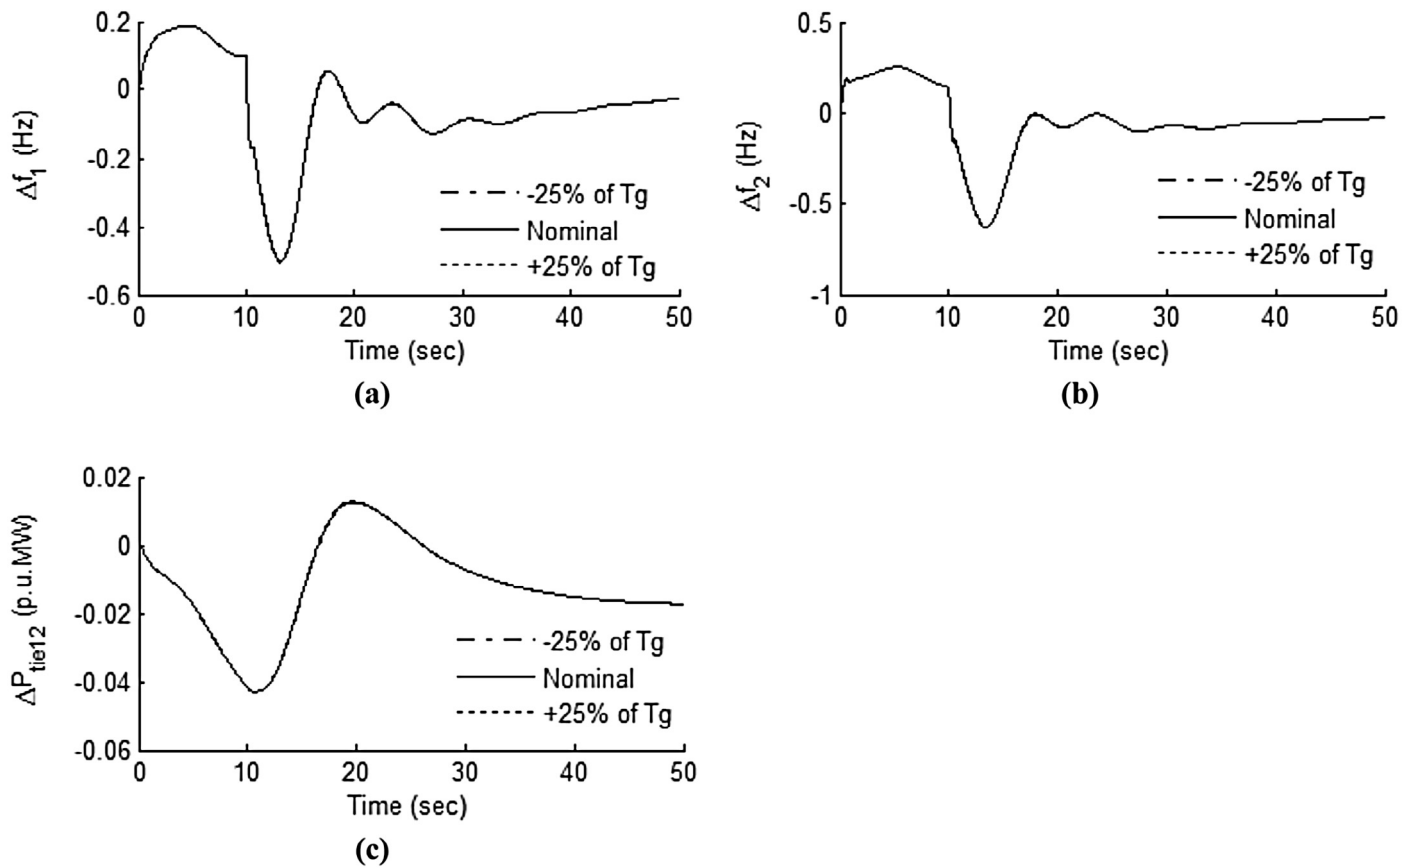 0.2
0
-0.2
-0.4
-0.6
Δf1 (Hz)
-25% of Tg
Nominal
+25% of Tg
0 10 20 30 40 50
Time (sec)
(a)
0.5
0
-0.5
-1
Δf2 (Hz)
-25% of Tg
Nominal
+25% of Tg
0 10 20 30 40 50
Time (sec)
(b)
0.02
0
-0.02
-0.04
-0.06
ΔPtie12 (p.u.MW)
-25% of Tg
Nominal
+25% of Tg
0 10 20 30 40 50
Time (sec)
(c)